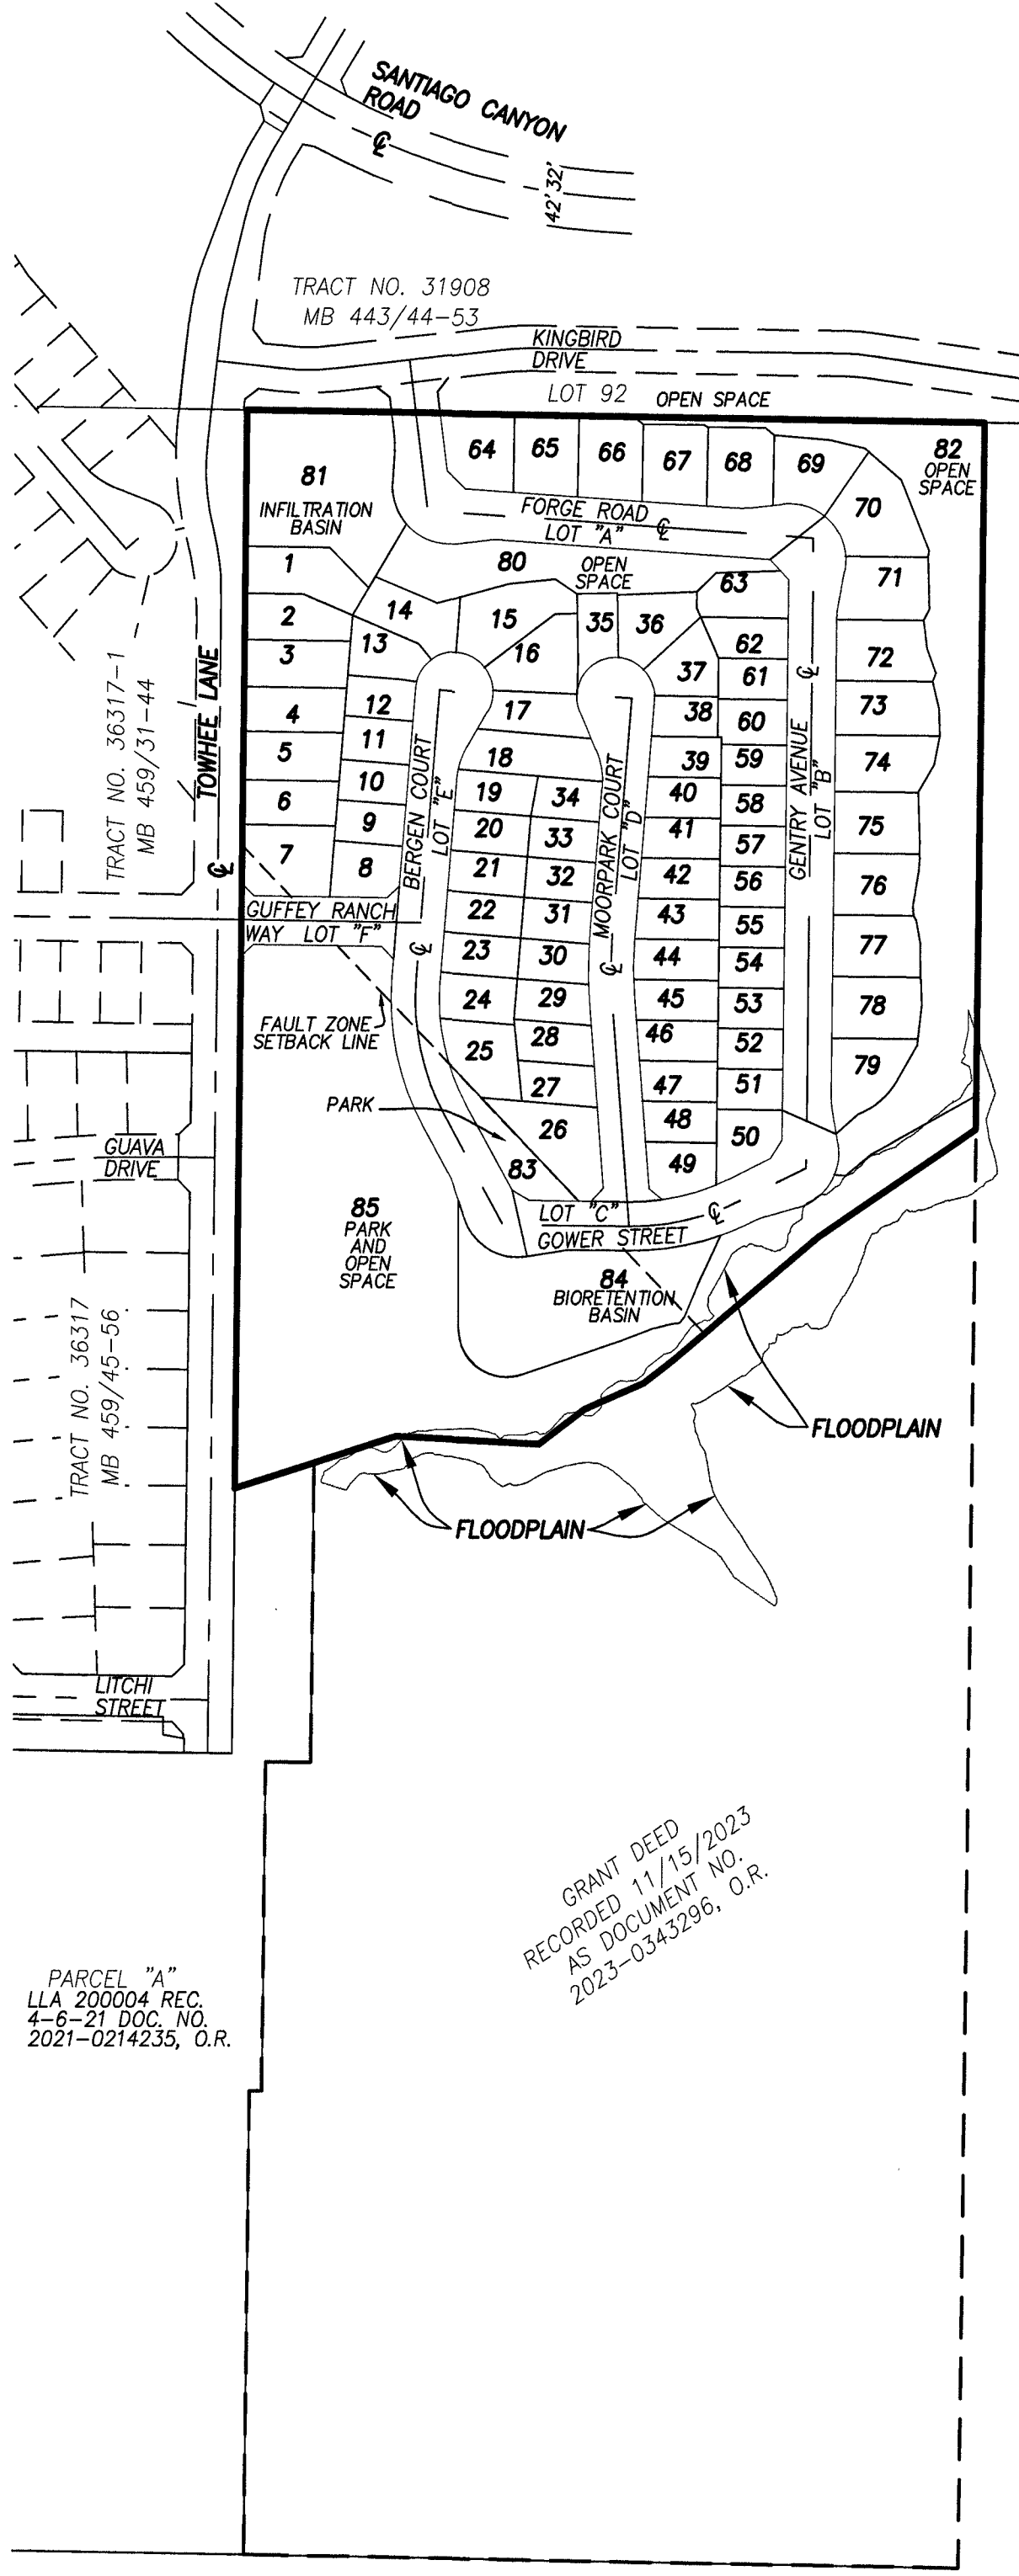 SANTIAGO CANYON
ROAD
℄
42' 32'
TRACT NO. 31908
MB 443/44-53
KINGBIRD
DRIVE
LOT 92 OPEN SPACE
64 65 66 67 68 69
82
OPEN
SPACE
81
INFILTRATION
BASIN
70
FORGE ROAD
LOT "A" ℄
80 OPEN
SPACE
1
2
3
4
5
6
7
14
13
12
11
10
9
8
15
16
17
18
19
20
21
22
23
24
25
35
36
34
33
32
31
30
29
28
27
26
37
38
39
40
41
42
43
44
45
46
47
48
49
63
62
61
60
59
58
57
56
55
54
53
52
51
50
71
72
73
74
75
76
77
78
79
TRACT NO. 36317-1
MB 459/31-44
TOWHEE LANE
℄
BERGEN COURT
LOT "E"
℄
MOORPARK COURT
LOT "D"
℄
GENTRY AVENUE
LOT "B"
℄
GUFFEY RANCH
WAY LOT "F"
FAULT ZONE
SETBACK LINE
PARK
83
GUAVA
DRIVE
LOT "C"
GOWER STREET
℄
85
PARK
AND
OPEN
SPACE
84
BIORETENTION
BASIN
TRACT NO. 36317
MB 459/45-56
FLOODPLAIN
FLOODPLAIN
LITCHI
STREET
GRANT DEED
RECORDED 11/15/2023
AS DOCUMENT NO.
2023-0343296, O.R.
PARCEL "A"
LLA 200004 REC.
4-6-21 DOC. NO.
2021-0214235, O.R.